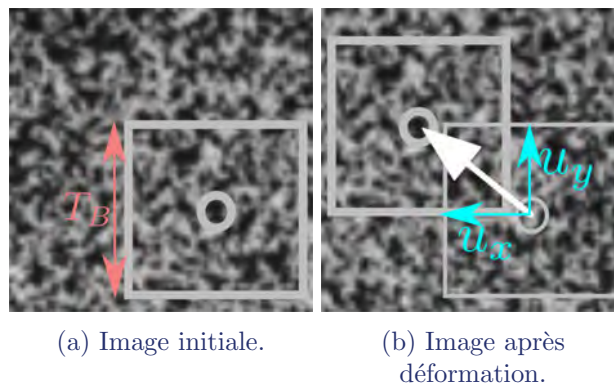 T_B
u_y
u_x
(a) Image initiale.
(b) Image après
déformation.